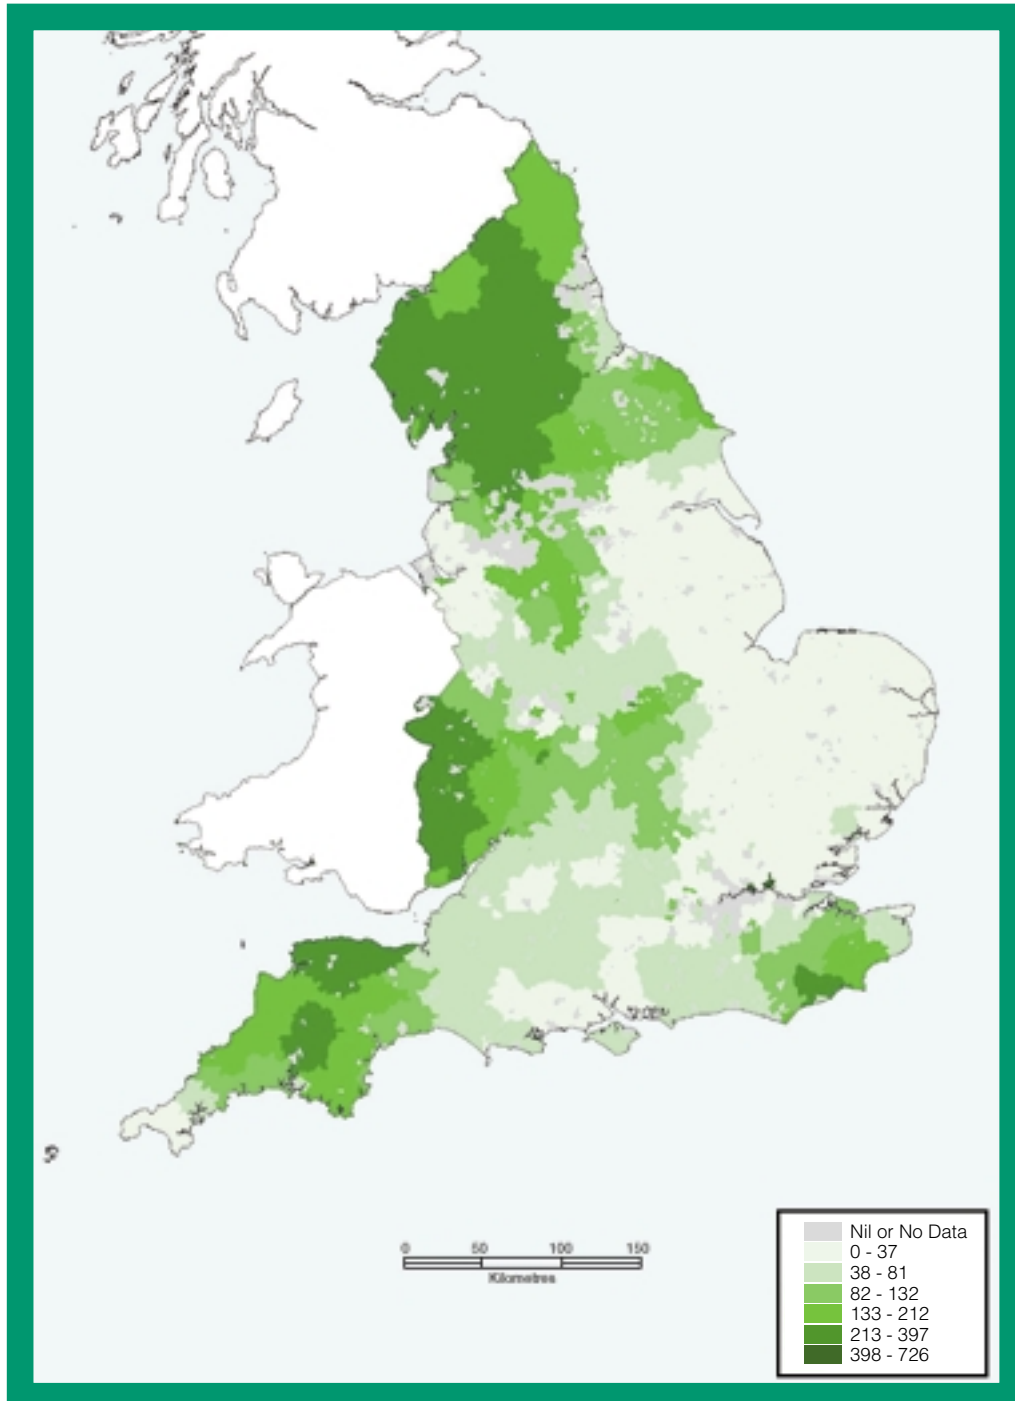 0 50 100 150
Kilometres
Nil or No Data
0 - 37
38 - 81
82 - 132
133 - 212
213 - 397
398 - 726